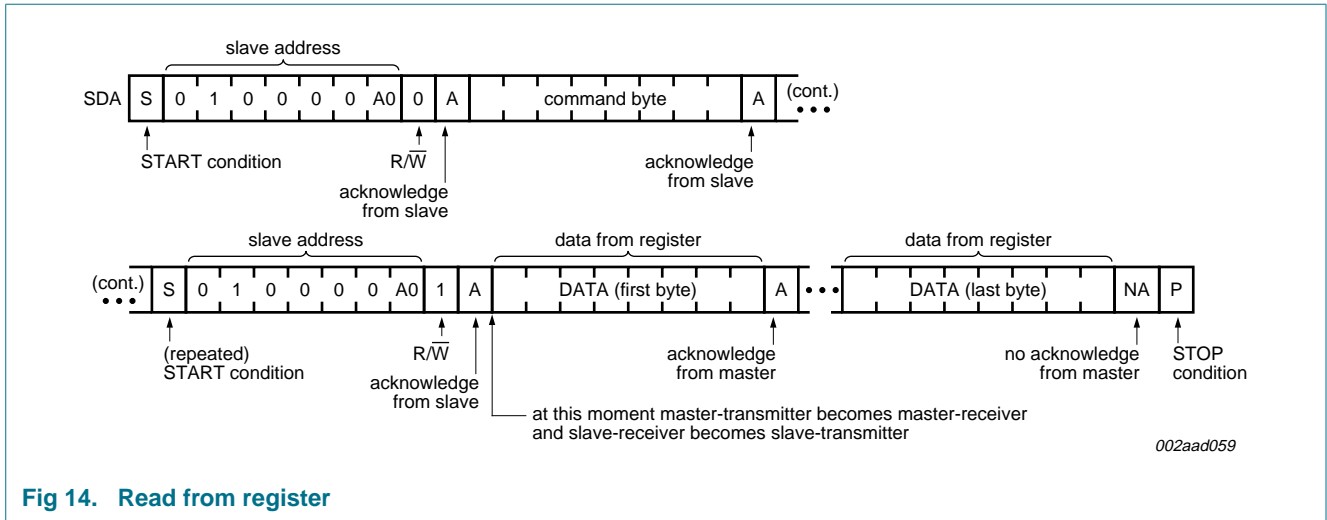 slave address
SDA S 0 1 0 0 0 0 A0 0 A command byte A (cont.)
START condition
R/W̅
acknowledge
from slave
acknowledge
from slave
slave address
data from register
data from register
(cont.) S 0 1 0 0 0 0 A0 1 A DATA (first byte) A DATA (last byte) NA P
(repeated)
START condition
R/W̅
acknowledge
from slave
acknowledge
from master
no acknowledge
from master
STOP
condition
at this moment master-transmitter becomes master-receiver
and slave-receiver becomes slave-transmitter
002aad059
Fig 14. Read from register